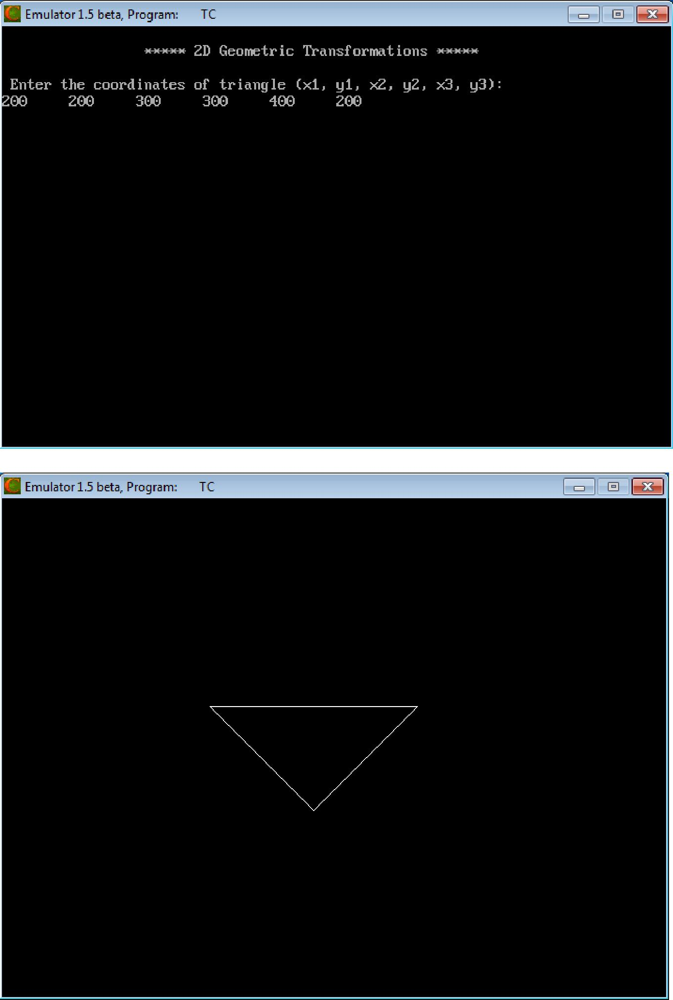 Emulator 1.5 beta, Program: TC
***** 2D Geometric Transformations *****
Enter the coordinates of triangle (x1, y1, x2, y2, x3, y3):
200 200 300 300 400 200
Emulator 1.5 beta, Program: TC